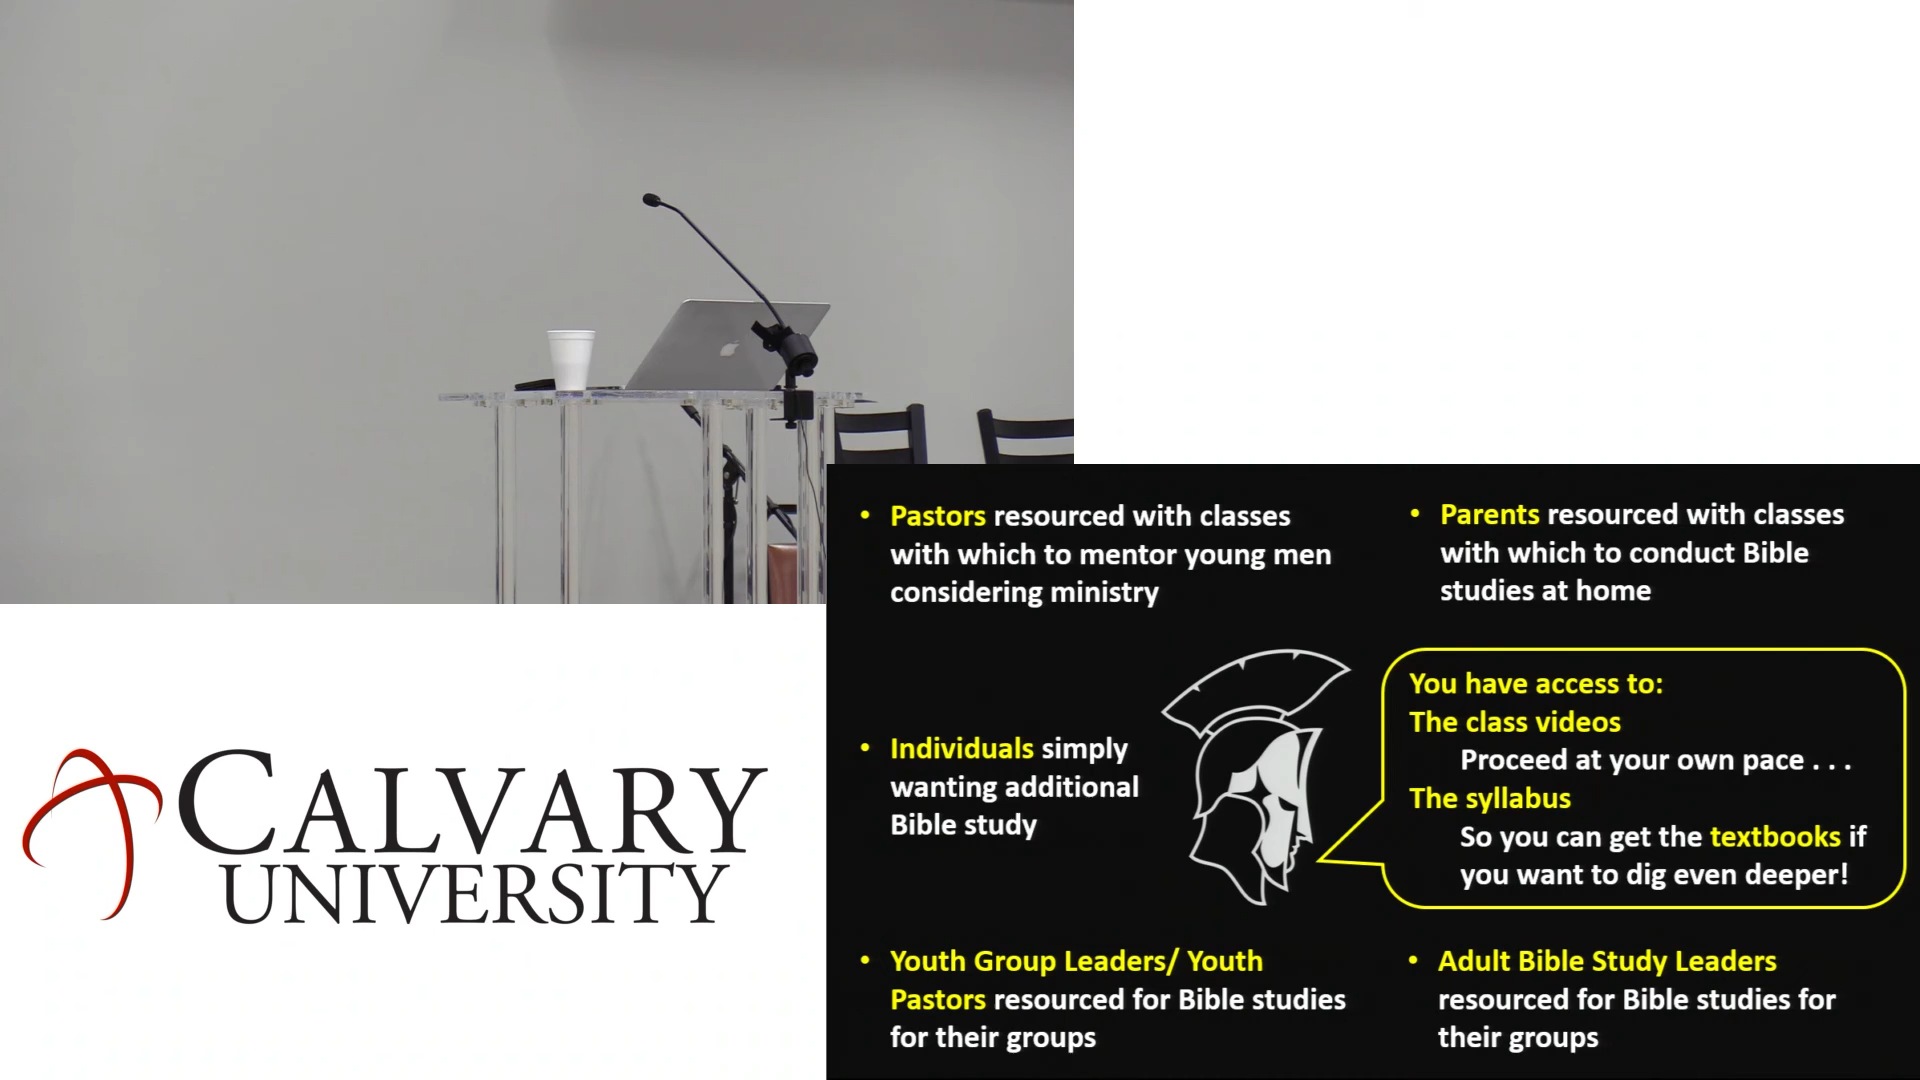 • Pastors resourced with classes
with which to mentor young men
considering ministry
• Parents resourced with classes
with which to conduct Bible
studies at home
• Individuals simply
wanting additional
Bible study
You have access to:
The class videos
Proceed at your own pace . . .
The syllabus
So you can get the textbooks if
you want to dig even deeper!
• Youth Group Leaders/ Youth
Pastors resourced for Bible studies
for their groups
• Adult Bible Study Leaders
resourced for Bible studies for
their groups
CALVARY
UNIVERSITY